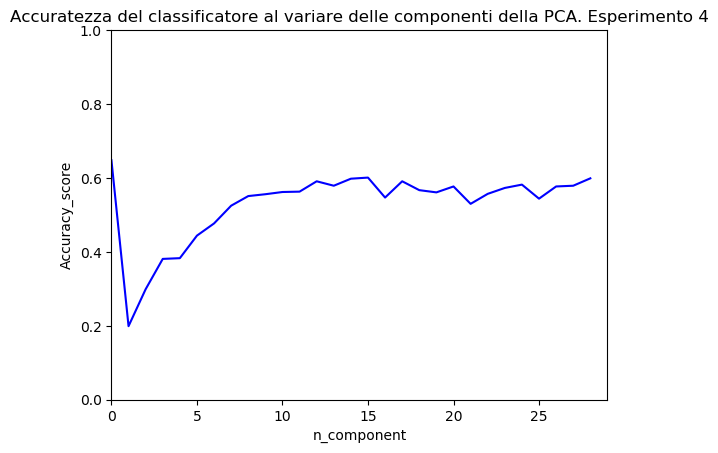 Accuratezza del classificatore al variare delle componenti della PCA. Esperimento 4
1.0
0.8
0.6
0.4
0.2
0.0
Accuracy_score
0 5 10 15 20 25
n_component